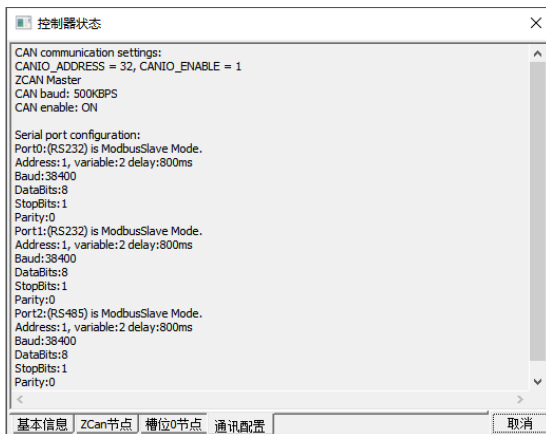 控制器状态
CAN communication settings:
CANIO_ADDRESS = 32, CANIO_ENABLE = 1
ZCAN Master
CAN baud: 500KBPS
CAN enable: ON
Serial port configuration:
Port0:(RS232) is ModbusSlave Mode.
Address:1, variable:2 delay:800ms
Baud:38400
DataBits:8
StopBits:1
Parity:0
Port1:(RS232) is ModbusSlave Mode.
Address:1, variable:2 delay:800ms
Baud:38400
DataBits:8
StopBits:1
Parity:0
Port2:(RS485) is ModbusSlave Mode.
Address:1, variable:2 delay:800ms
Baud:38400
DataBits:8
StopBits:1
Parity:0
基本信息 ZCan节点 槽位0节点 通讯配置 取消